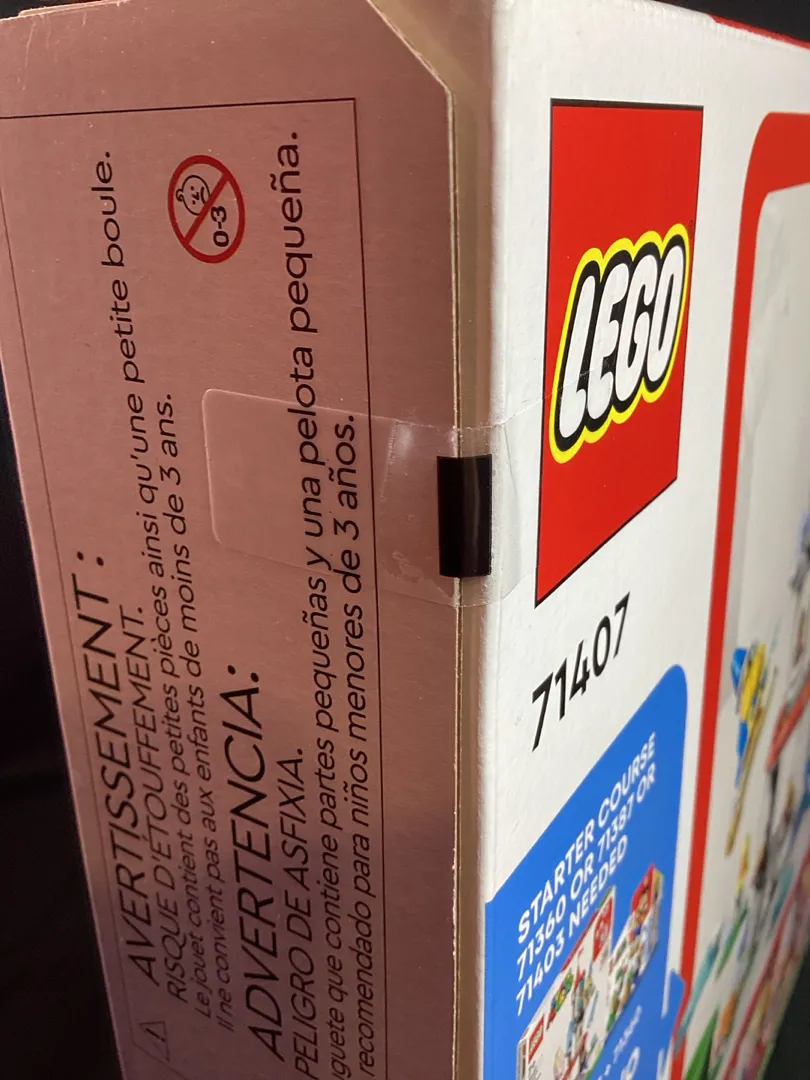 AVERTISSEMENT :
RISQUE D'ÉTOUFFEMENT.
Le jouet contient des petites pièces ainsi qu'une petite boule.
Il ne convient pas aux enfants de moins de 3 ans.
0-3
ADVERTENCIA:
PELIGRO DE ASFIXIA.
guete que contiene partes pequeñas y una pelota pequeña.
recomendado para niños menores de 3 años.
LEGO
71407
STARTER COURSE
71360 OR 71387 OR
71403 NEEDED